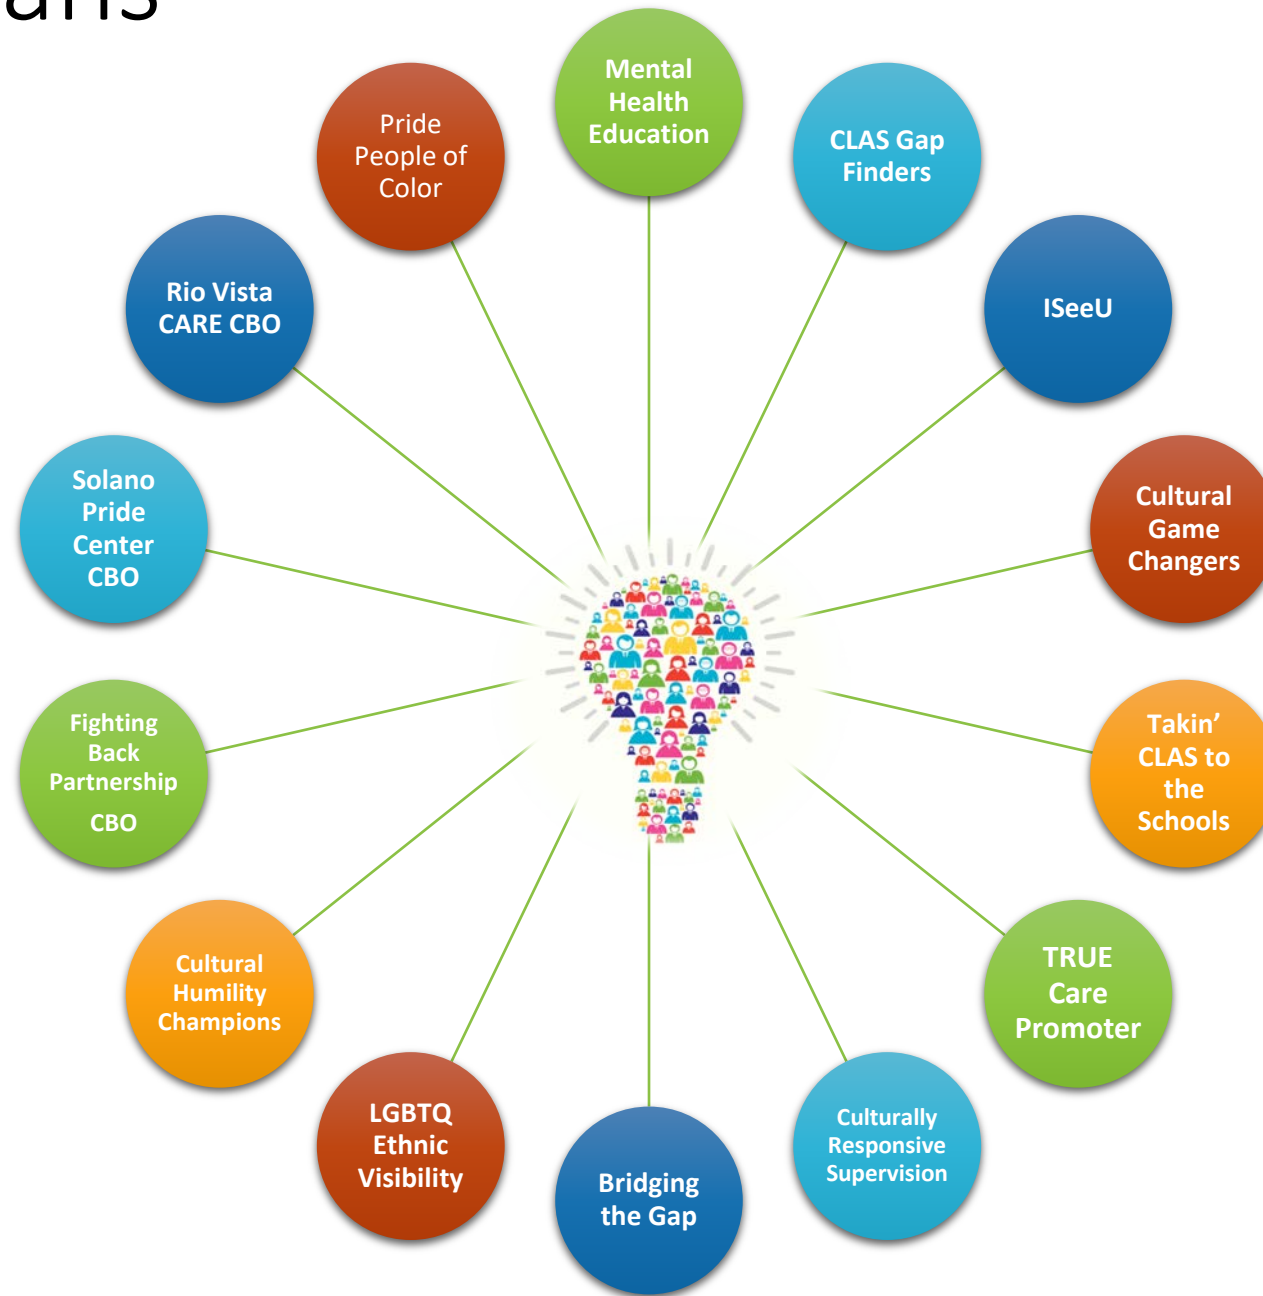 Mental
Health
Education
CLAS Gap
Finders
ISeeU
Cultural
Game
Changers
Takin’
CLAS to
the
Schools
TRUE
Care
Promoter
Culturally
Responsive
Supervision
Bridging
the Gap
LGBTQ
Ethnic
Visibility
Cultural
Humility
Champions
Fighting
Back
Partnership
CBO
Solano
Pride
Center
CBO
Rio Vista
CARE CBO
Pride
People of
Color